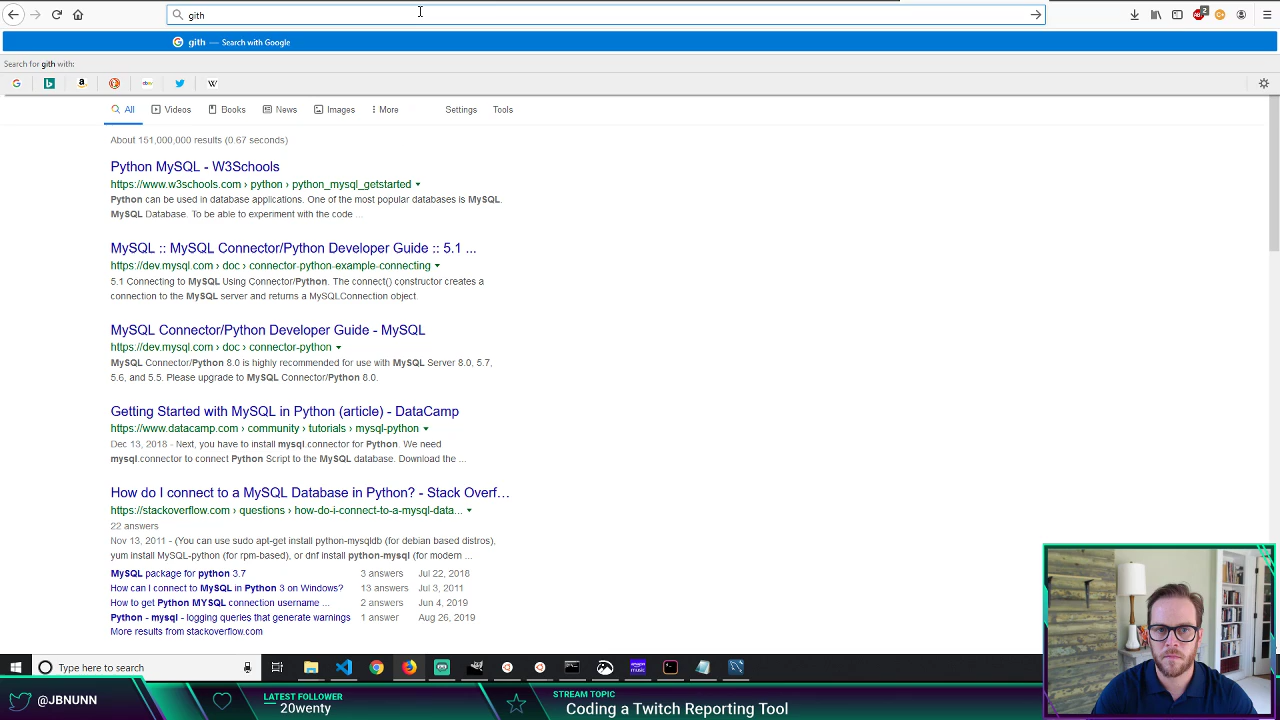 gith
gith — Search with Google
Search for gith with:
All Videos Books News Images More Settings Tools
About 151,000,000 results (0.67 seconds)
Python MySQL - W3Schools
https://www.w3schools.com › python › python_mysql_getstarted
Python can be used in database applications. One of the most popular databases is MySQL.
MySQL Database. To be able to experiment with the code ...
MySQL :: MySQL Connector/Python Developer Guide :: 5.1 ...
https://dev.mysql.com › doc › connector-python-example-connecting
5.1 Connecting to MySQL Using Connector/Python. The connect() constructor creates a
connection to the MySQL server and returns a MySQLConnection object.
MySQL Connector/Python Developer Guide - MySQL
https://dev.mysql.com › doc › connector-python
MySQL Connector/Python 8.0 is highly recommended for use with MySQL Server 8.0, 5.7,
5.6, and 5.5. Please upgrade to MySQL Connector/Python 8.0.
Getting Started with MySQL in Python (article) - DataCamp
https://www.datacamp.com › community › tutorials › mysql-python
Dec 13, 2018 - Next, you have to install mysql.connector for Python. We need
mysql.connector to connect Python Script to the MySQL database. Download the ...
How do I connect to a MySQL Database in Python? - Stack Overf...
https://stackoverflow.com › questions › how-do-i-connect-to-a-mysql-data...
22 answers
Nov 13, 2011 - (You can use sudo apt-get install python-mysqldb (for debian based distros),
yum install MySQL-python (for rpm-based), or dnf install python-mysql (for modern ...
MySQL package for python 3.7 3 answers Jul 22, 2018
How can I connect to MySQL in Python 3 on Windows? 13 answers Jul 3, 2011
How to get Python MYSQL connection username ... 2 answers Jun 4, 2019
Python - mysql - logging queries that generate warnings 1 answer Aug 26, 2019
More results from stackoverflow.com
Type here to search
@JBNUNN
LATEST FOLLOWER
20wenty
STREAM TOPIC
Coding a Twitch Reporting Tool